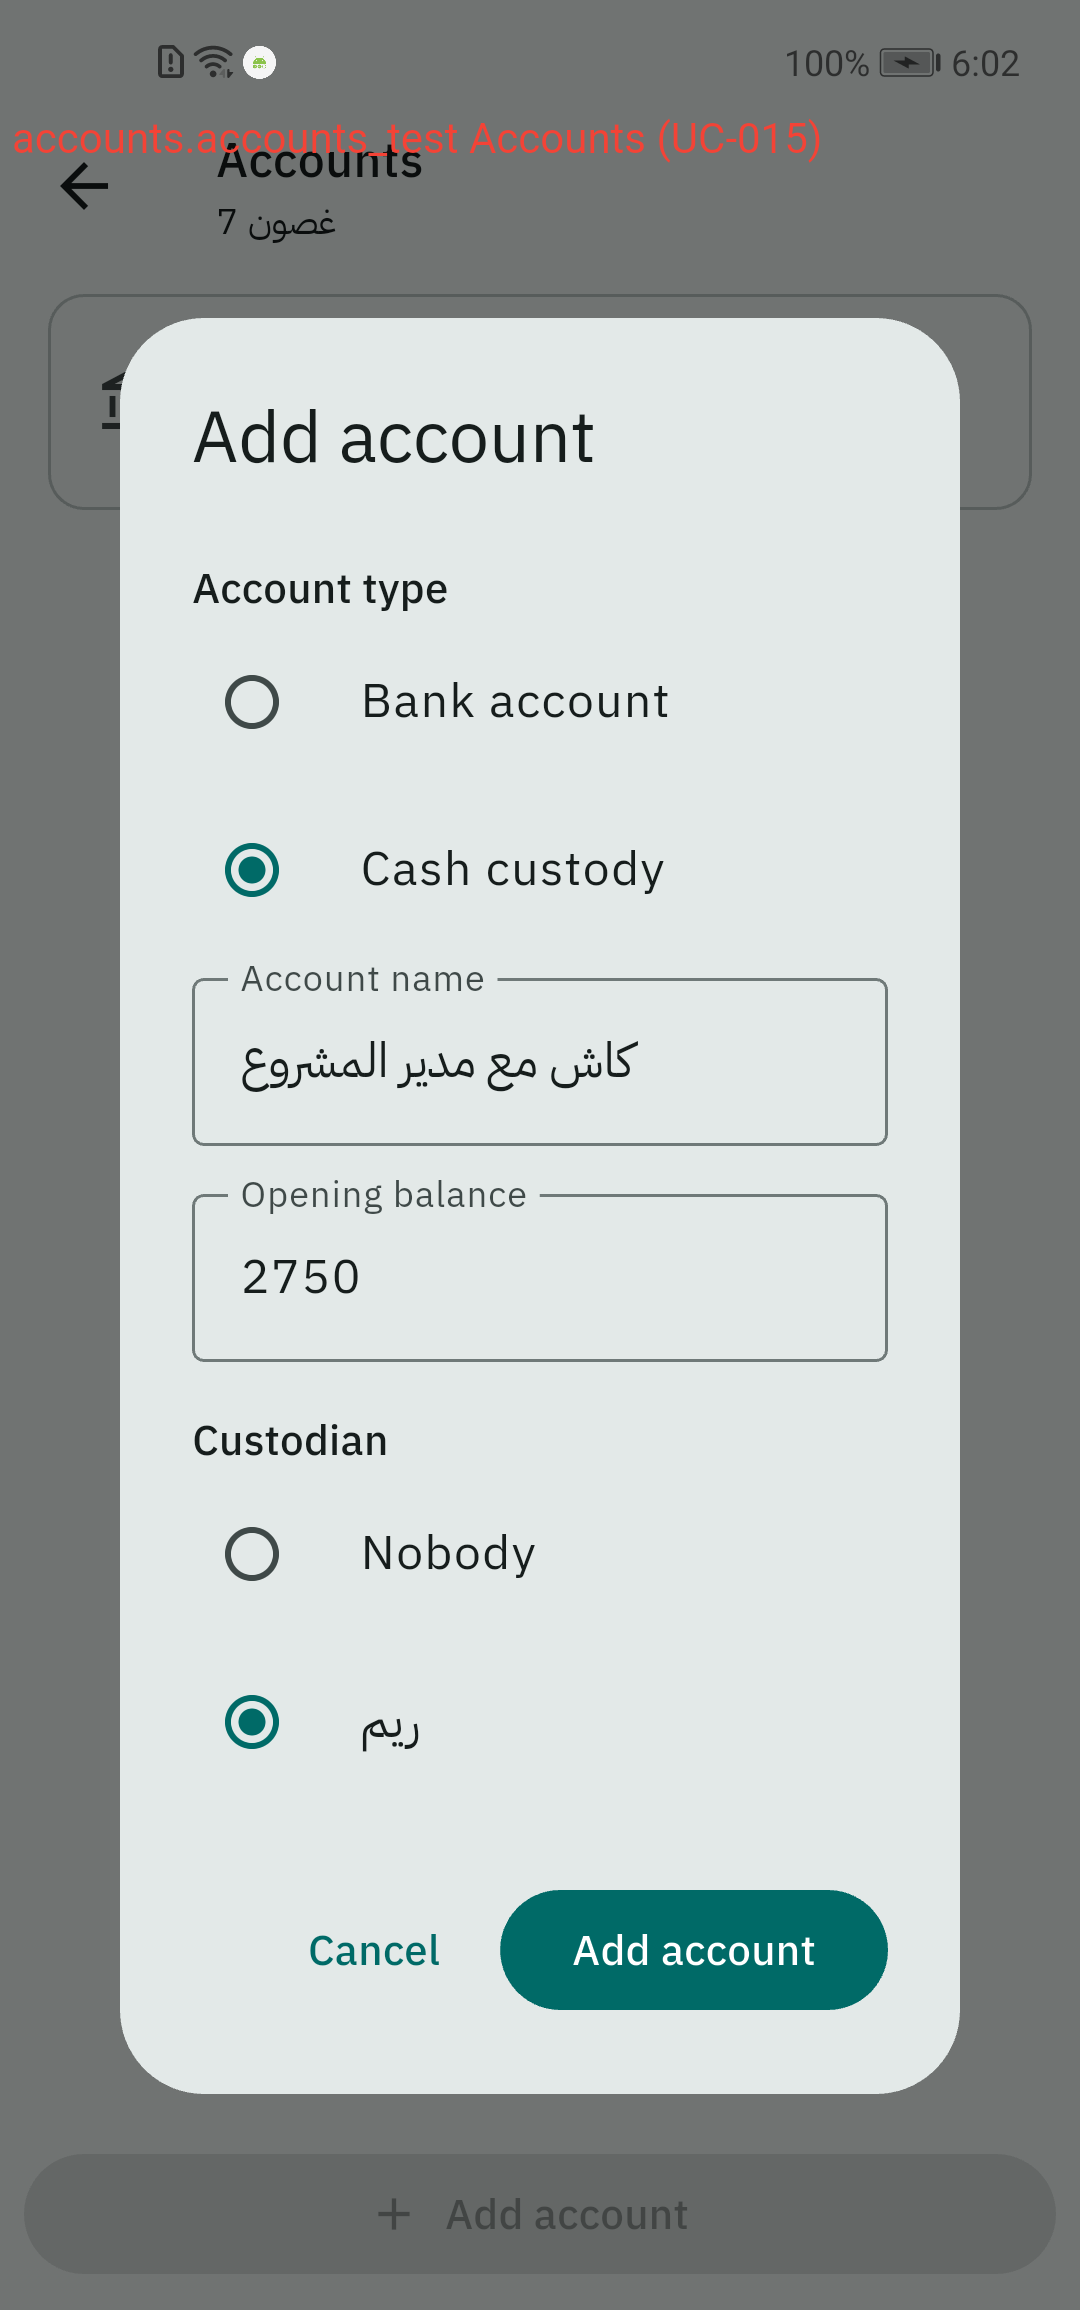 100% 6:02
accounts.accounts_test Accounts (UC-015)
Accounts
غصون 7
Add account
Account type
Bank account
Cash custody
Account name
كاش مع مدير المشروع
Opening balance
2750
Custodian
Nobody
ريم
Cancel
Add account
+ Add account